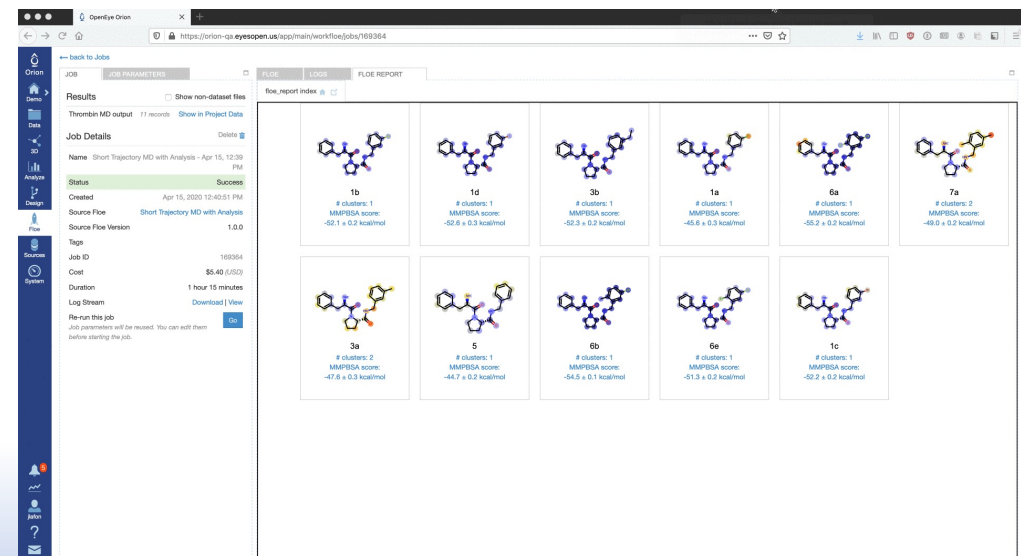 OpenEye Orion
https://orion-qa.eyesopen.us/app/main/workfloe/jobs/169364
Orion
Demo
Data
3D
Analyze
Design
Floe
Sources
System
5
jlafon
?
← back to Jobs
JOB
JOB PARAMETERS
Results
Show non-dataset files
Thrombin MD output 11 records Show in Project Data
Job Details
Delete
Name Short Trajectory MD with Analysis - Apr 15, 12:39
PM
Status Success
Created Apr 15, 2020 12:40:51 PM
Source Floe Short Trajectory MD with Analysis
Source Floe Version 1.0.0
Tags
Job ID 169364
Cost $5.40 (USD)
Duration 1 hour 15 minutes
Log Stream Download | View
Re-run this job
Job parameters will be
reused. You can edit them
before starting the job.
Go
FLOE
LOGS
FLOE REPORT
floe_report index
1b
# clusters: 1
MMPBSA score:
-52.1 ± 0.2 kcal/mol
1d
# clusters: 1
MMPBSA score:
-52.6 ± 0.3 kcal/mol
3b
# clusters: 1
MMPBSA score:
-52.3 ± 0.2 kcal/mol
1a
# clusters: 1
MMPBSA score:
-45.6 ± 0.3 kcal/mol
6a
# clusters: 1
MMPBSA score:
-55.2 ± 0.2 kcal/mol
7a
# clusters: 2
MMPBSA score:
-49.0 ± 0.2 kcal/mol
3a
# clusters: 2
MMPBSA score:
-47.6 ± 0.3 kcal/mol
5
# clusters: 1
MMPBSA score:
-44.7 ± 0.2 kcal/mol
6b
# clusters: 1
MMPBSA score:
-54.5 ± 0.1 kcal/mol
6e
# clusters: 1
MMPBSA score:
-51.3 ± 0.2 kcal/mol
1c
# clusters: 1
MMPBSA score:
-52.2 ± 0.2 kcal/mol